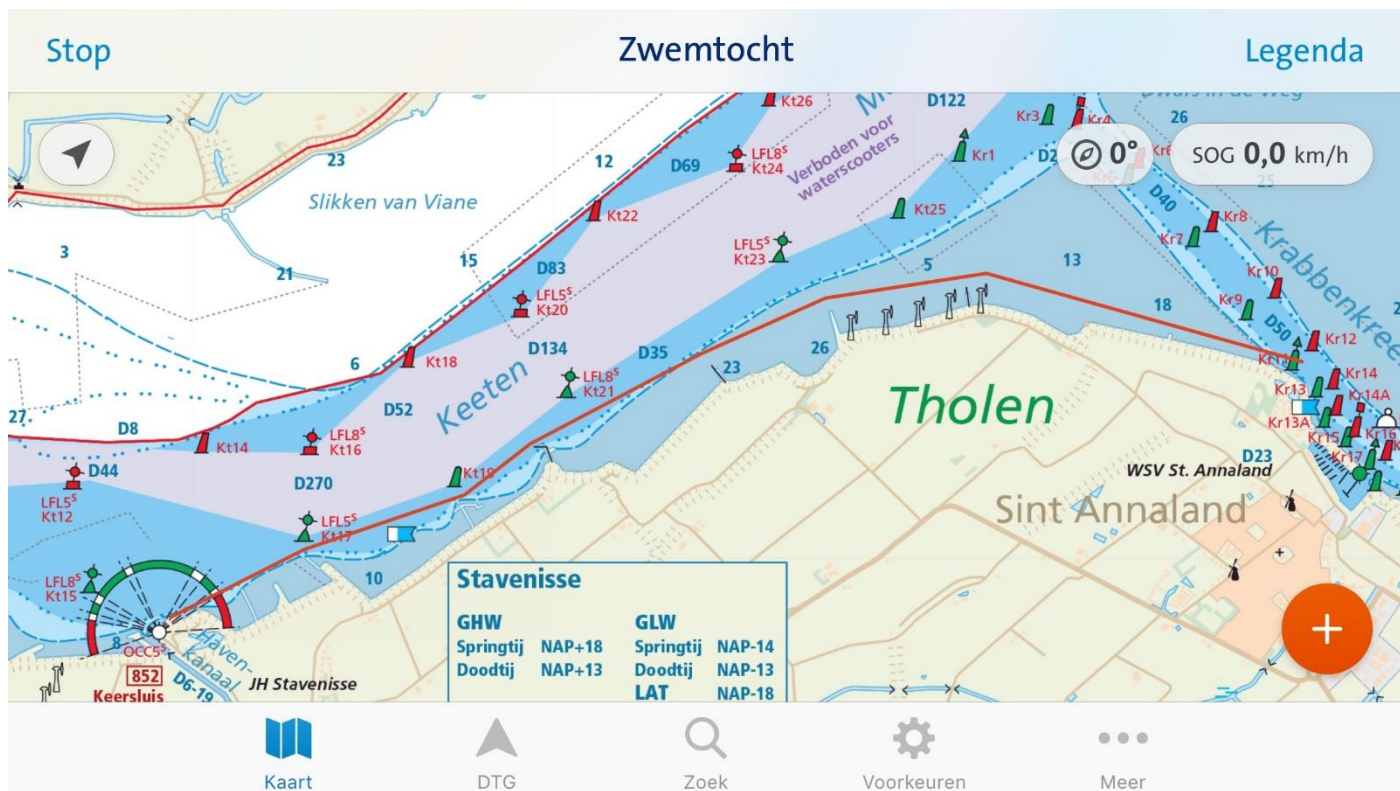 Stop
Zwemtocht
Legenda
Kt26
D122
Kr3
Kr4
26
0°
SOG 0,0 km/h
23
12
D69
LFL8S
Kt24
Verboden voor
waterscooters
Kr1
Kr6
Kr5
25
Slikken van Viane
Kt22
Kt25
D40
Kr8
Kr7
3
21
15
D83
LFL5S
Kt23
5
13
Krabbenkree
LFL5S
Kt20
Kr10
18
Kr9
6
Kt18
D134
D35
D50
Kr12
Keeten
LFL8S
Kt21
23
26
Kr11
Kr14
Kr13
Kr14A
27
D8
D52
Tholen
Kr13A
Kt14
LFL8S
Kt16
Kr15
Kr16
D44
D270
Kt19
D23
Kr17
WSV St. Annaland
LFL5S
Kt12
Sint Annaland
LFL5S
Kt17
LFL8S
Kt15
10
Stavenisse
GHW
GLW
Springtij NAP+18
Springtij NAP-14
Doodtij NAP+13
Doodtij NAP-13
LAT NAP-18
8
OCC5S
Haven-
kanaal
852
Keersluis
D6-19
JH Stavenisse
Kaart
DTG
Zoek
Voorkeuren
Meer